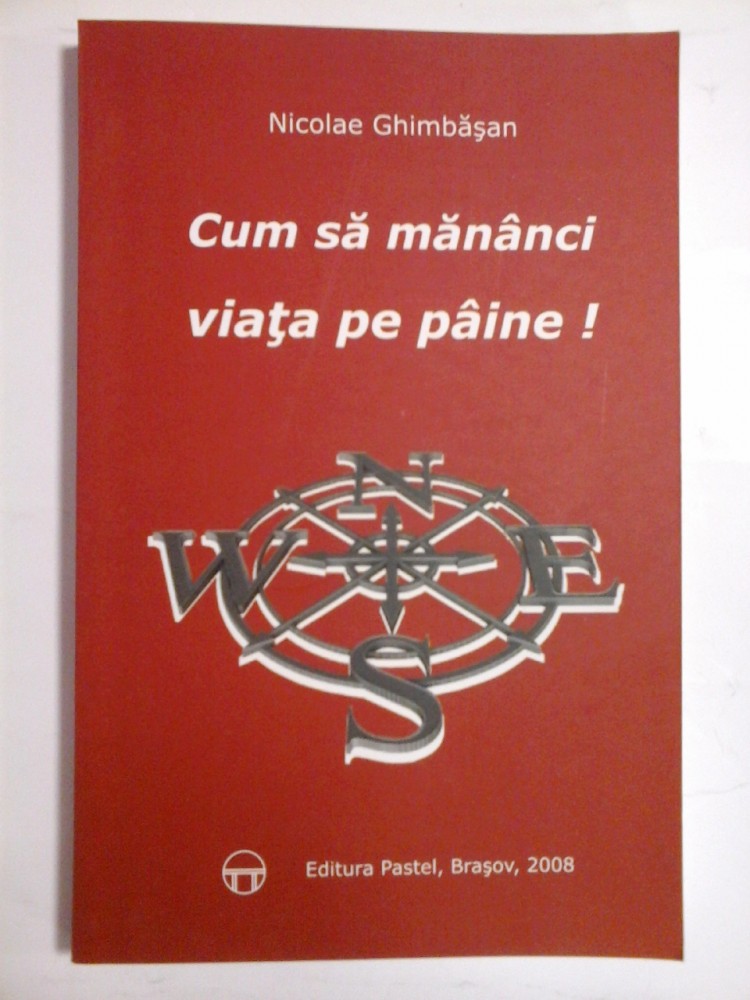 Nicolae Ghimbăşan
Cum să mănânci
viaţa pe pâine !
N
W E
S
Editura Pastel, Braşov, 2008